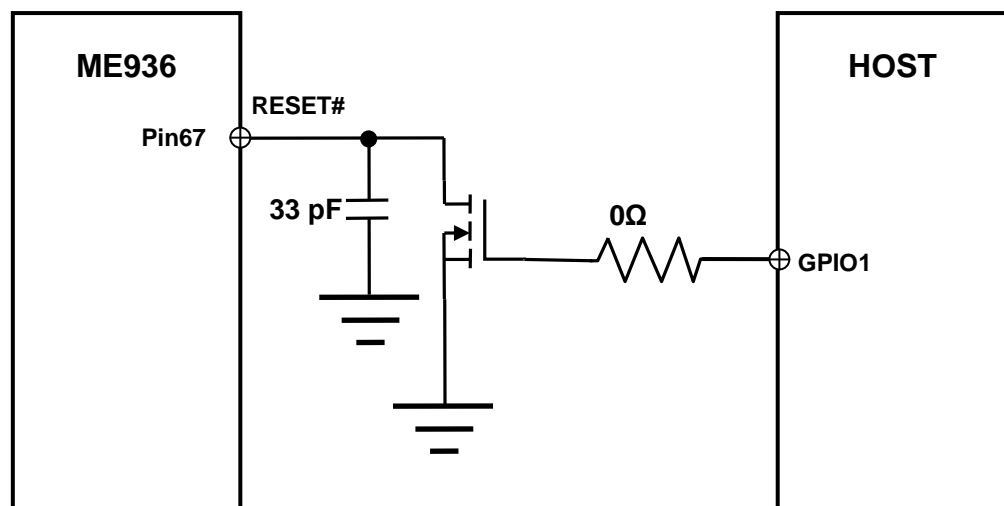 ME936
HOST
RESET#
Pin67
33 pF
0Ω
GPIO1